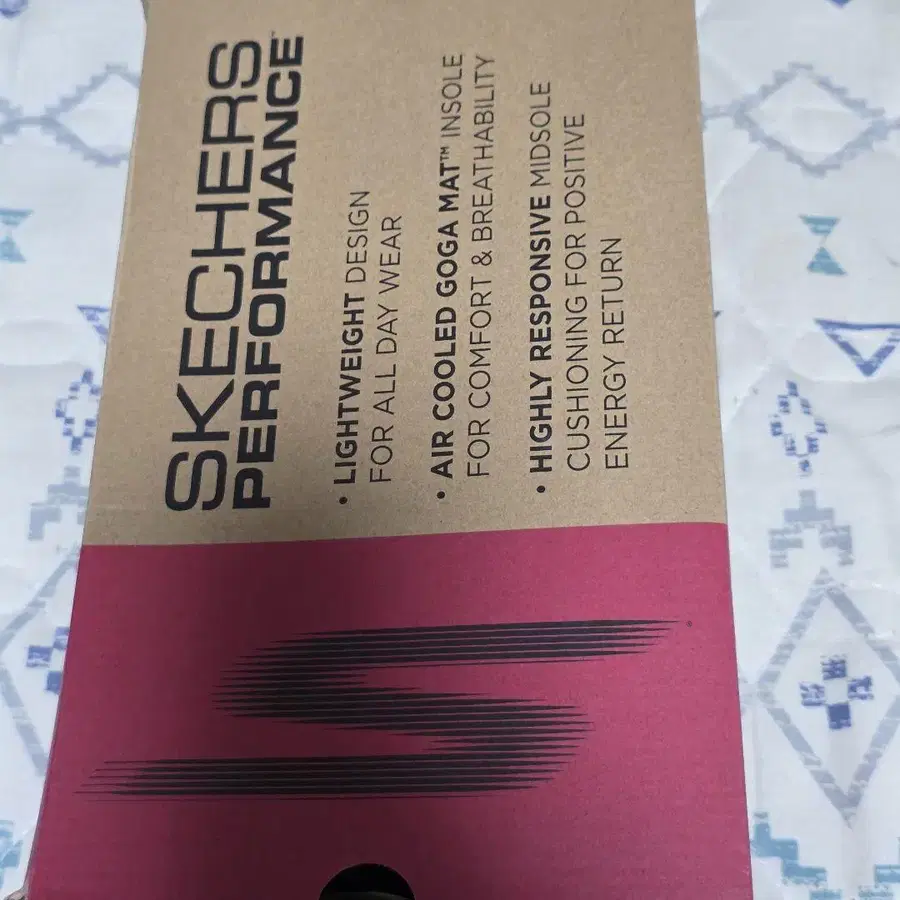 SKECHERS
PERFORMANCE™
• LIGHTWEIGHT DESIGN
FOR ALL DAY WEAR
• AIR COOLED GOGA MAT™ INSOLE
FOR COMFORT & BREATHABILITY
• HIGHLY RESPONSIVE MIDSOLE
CUSHIONING FOR POSITIVE
ENERGY RETURN